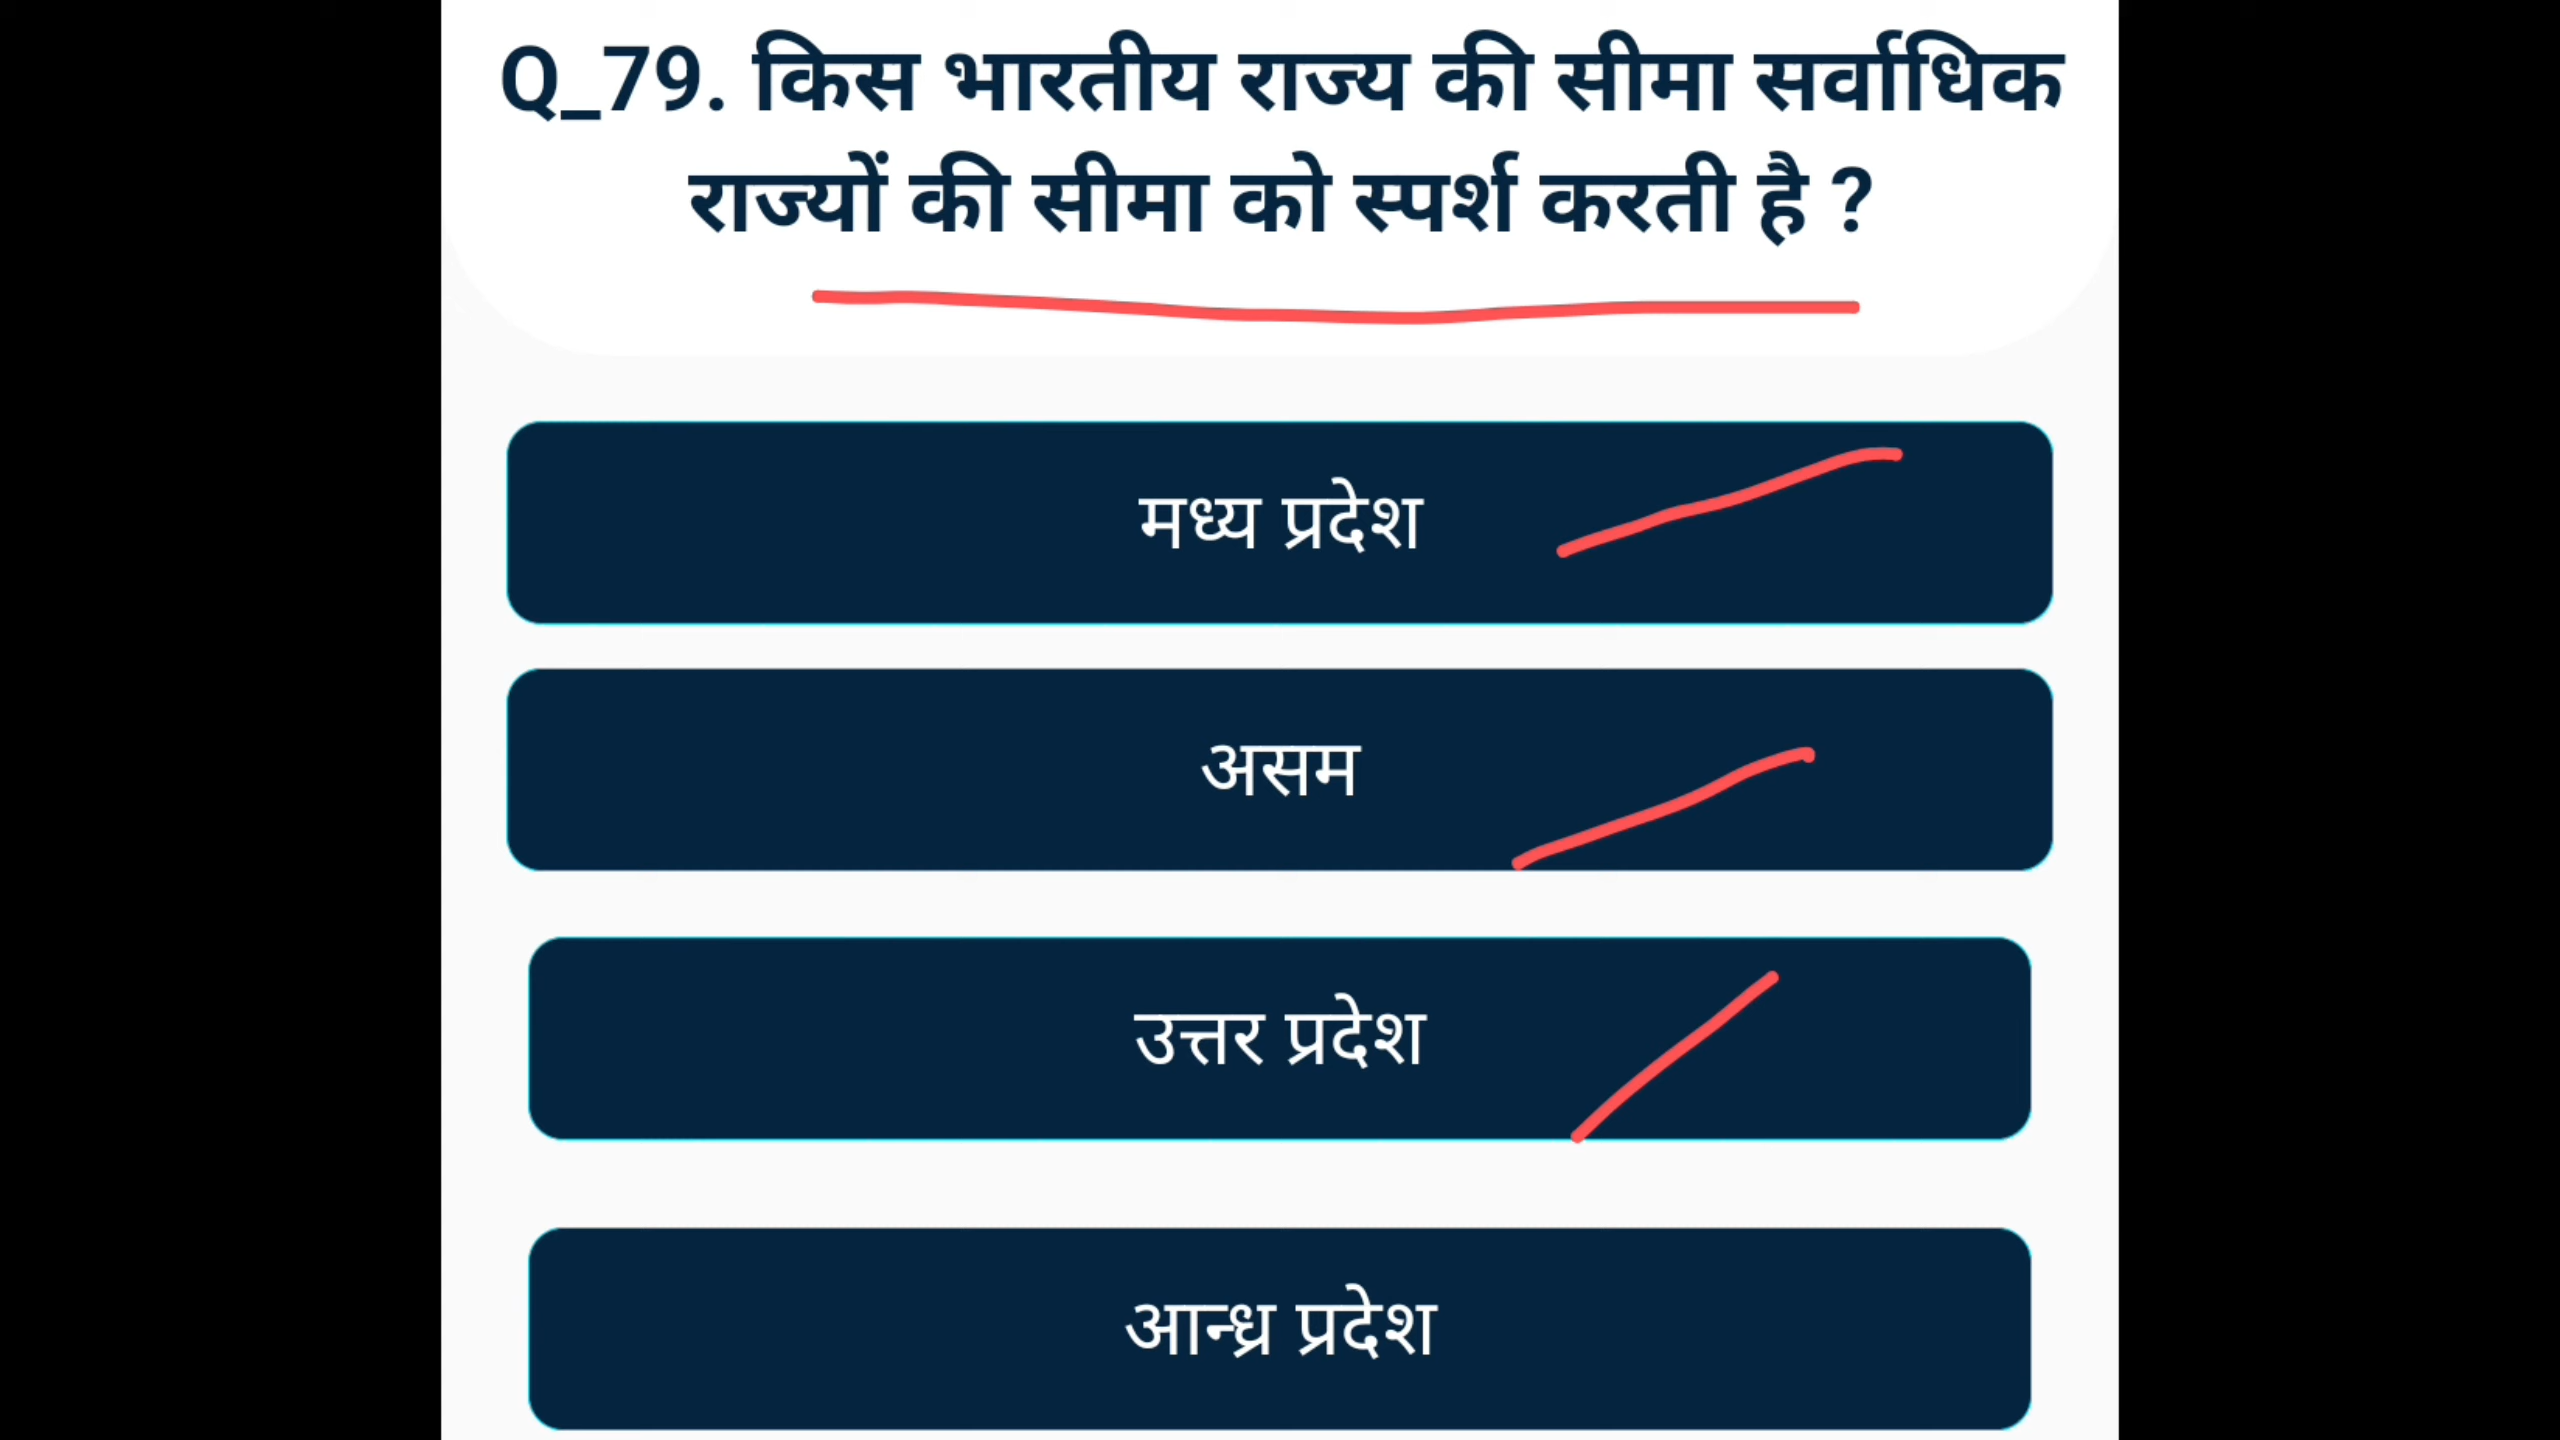 Q_79. किस भारतीय राज्य की सीमा सर्वाधिक
राज्यों की सीमा को स्पर्श करती है ?
मध्य प्रदेश
असम
उत्तर प्रदेश
आन्ध्र प्रदेश